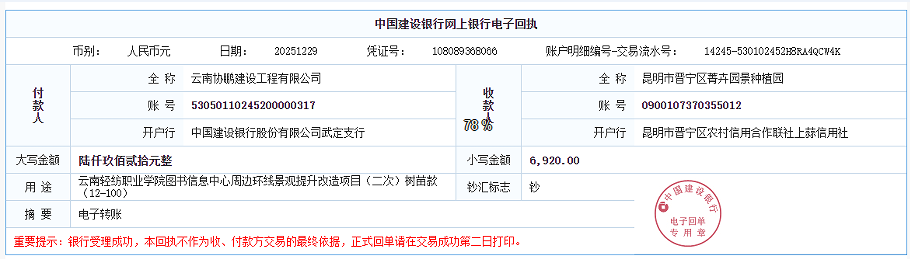 中国建设银行网上银行电子回执
币别： 人民币元 日期： 20251229 凭证号： 108089368066 账户明细编号-交易流水号： 14245-530102452H8RA4QCW4K
付款人 全 称 云南协鹏建设工程有限公司 收款人 全 称 昆明市晋宁区菁卉园景种植园
账 号 53050110245200000317 账 号 0900107370355012
78 %
开户行 中国建设银行股份有限公司武定支行 开户行 昆明市晋宁区农村信用合作联社上蒜信用社
大写金额 陆仟玖佰贰拾元整 小写金额 6,920.00
用 途 云南轻纺职业学院图书信息中心周边环线景观提升改造项目（二次）树苗款
（12-100） 钞汇标志 钞
摘 要 电子转账
中国建设银行
电子回单
专用章
重要提示：银行受理成功，本回执不作为收、付款方交易的最终依据，正式回单请在交易成功第二日打印。